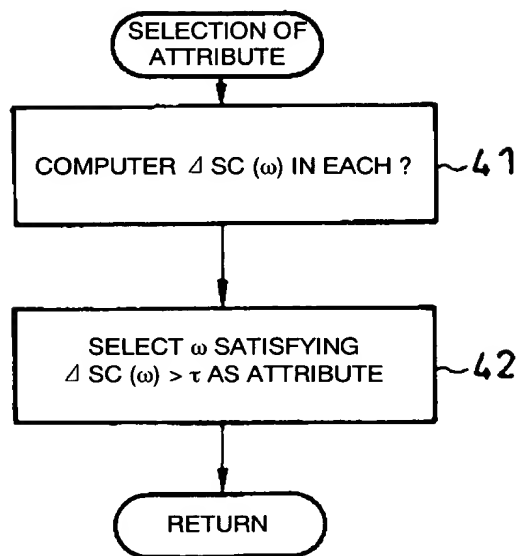 SELECTION OF
ATTRIBUTE
COMPUTER ⊿ SC (ω) IN EACH ?
41
SELECT ω SATISFYING
⊿ SC (ω) > τ AS ATTRIBUTE
42
RETURN